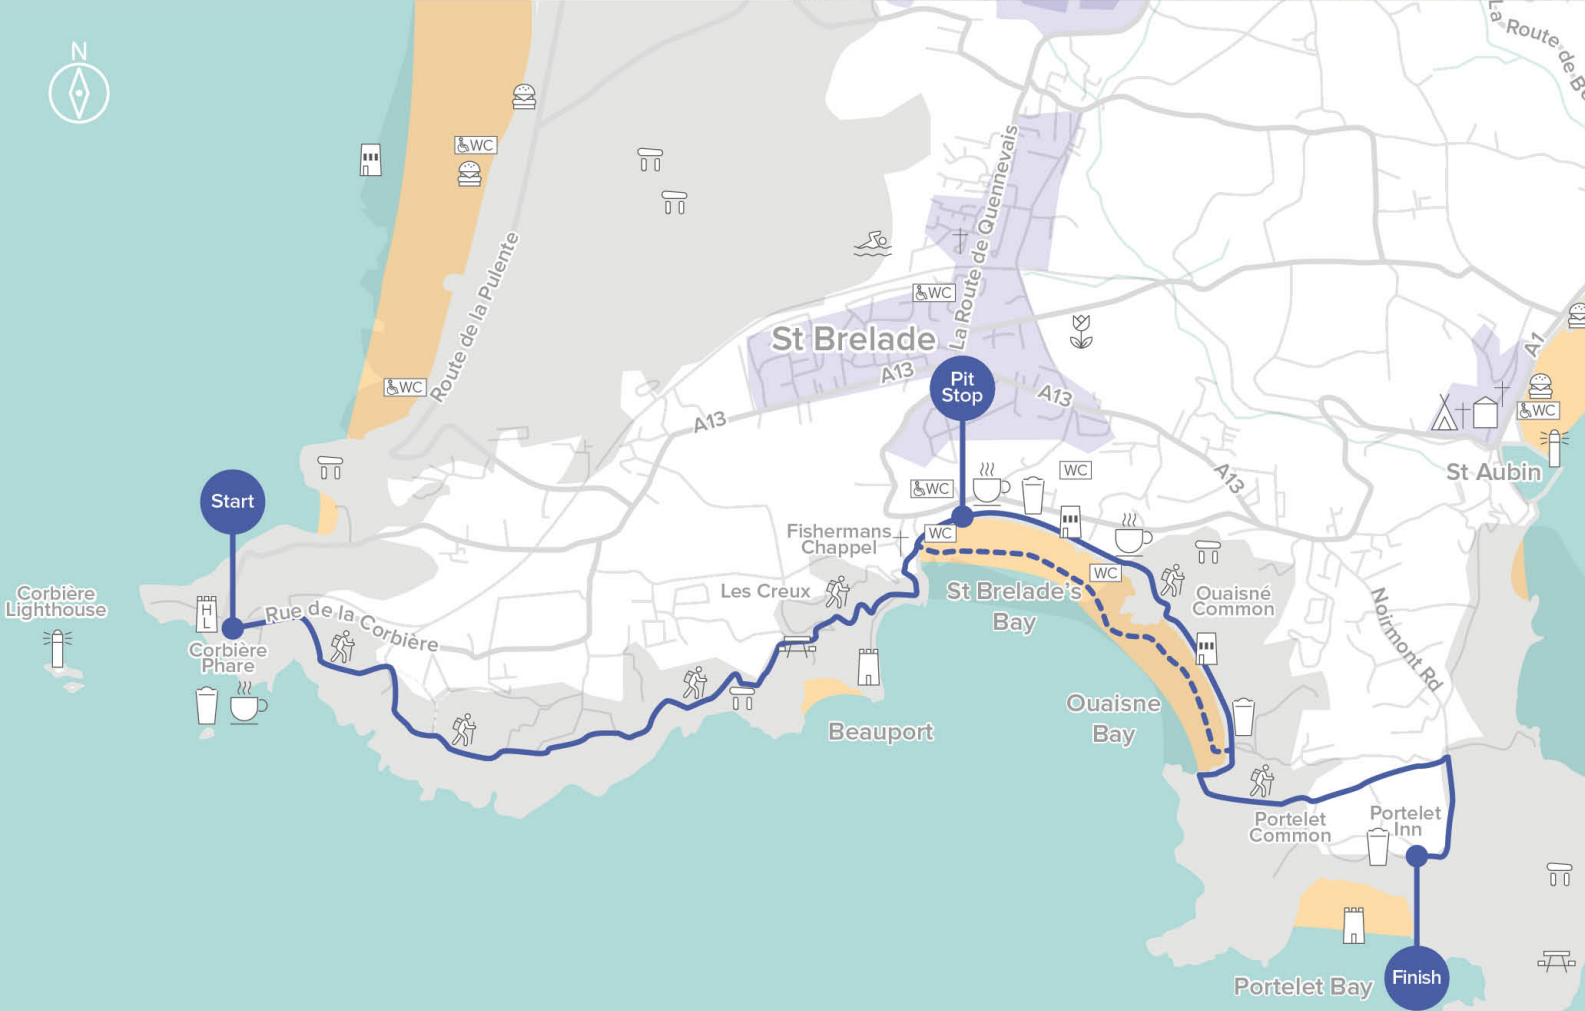 N
La Route de Be
WC
La Route de Quennevais
Route de la Pulente
WC
St Brelade
A1
A13
Pit
Stop
A13
WC
WC
A13
St Aubin
WC
WC
A13
Start
Fishermans
Chappel
WC
WC
Corbière
Lighthouse
H
L
Rue de la Corbière
Les Creux
St Brelade's
Bay
Ouaisné
Common
Noirmont Rd
Corbière
Phare
Ouaisne
Bay
Beauport
Portelet
Common
Portelet
Inn
Portelet Bay
Finish